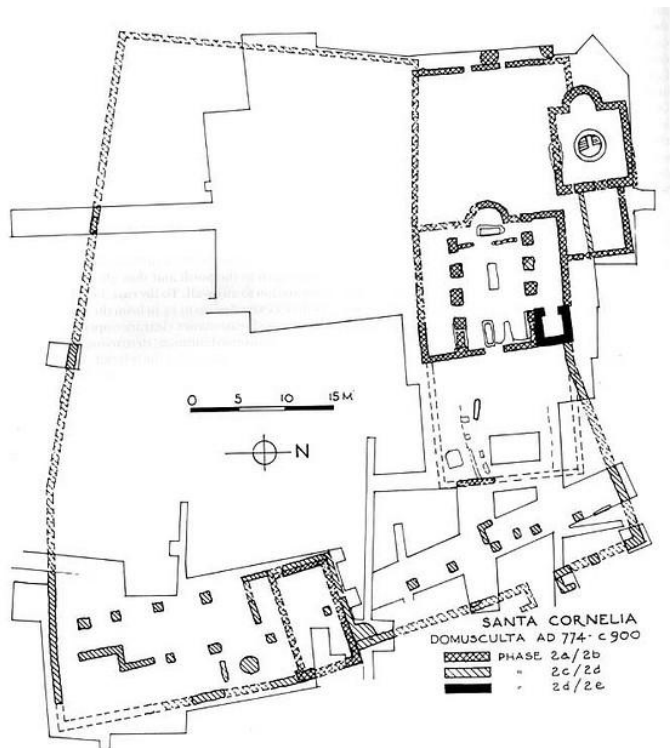 0 5 10 15 M
N
SANTA CORNELIA
DOMUSCULTA AD 774 - C 900
PHASE 2a/2b
" 2c/2d
" 2d/2e